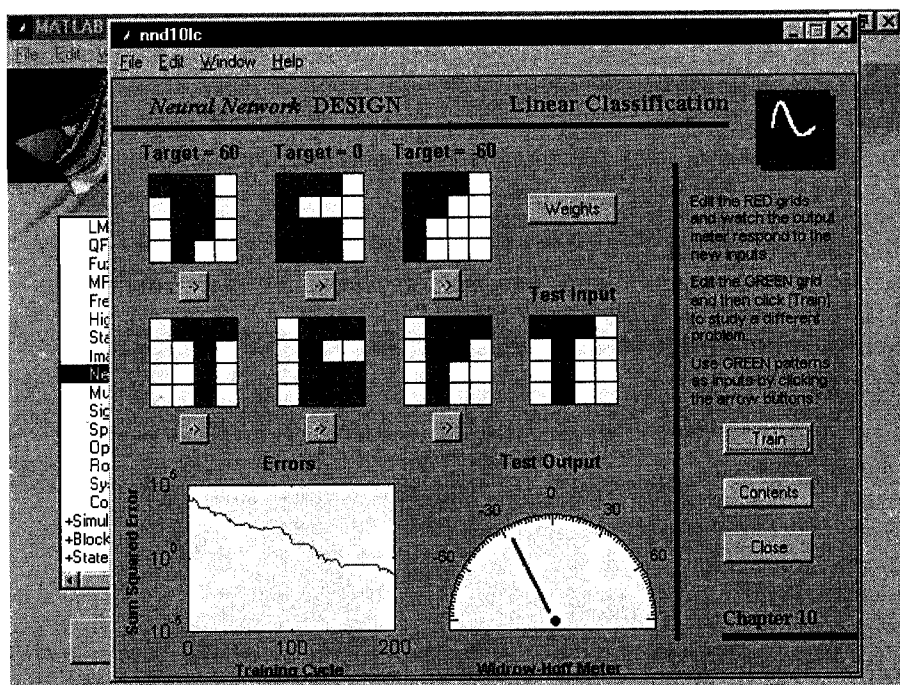 MATLAB
nnd10lc
File Edit
File Edit Window Help
Neural Network DESIGN
Linear Classification
Target = 60
Target = 0
Target = -60
Weights
Edit the RED grids
and watch the output
meter respond to the
new inputs.
Edit the GREEN grid
and then click [Train]
to study a different
problem.
Use GREEN patterns
as inputs by clicking
the arrow buttons.
->
->
->
Test Input
->
->
->
Train
Contents
Close
Chapter 10
LM
QF
Fu
MF
Fre
Hig
Sta
Ima
Ne
Mu
Sig
Sp
Op
Ro
Sy
Co
+Simul
+Block
+State
Errors
Sum Squared Error
10^5
10^0
10^-5
0
100
200
Training Cycle
Test Output
-60
-30
0
30
60
Widrow-Hoff Meter